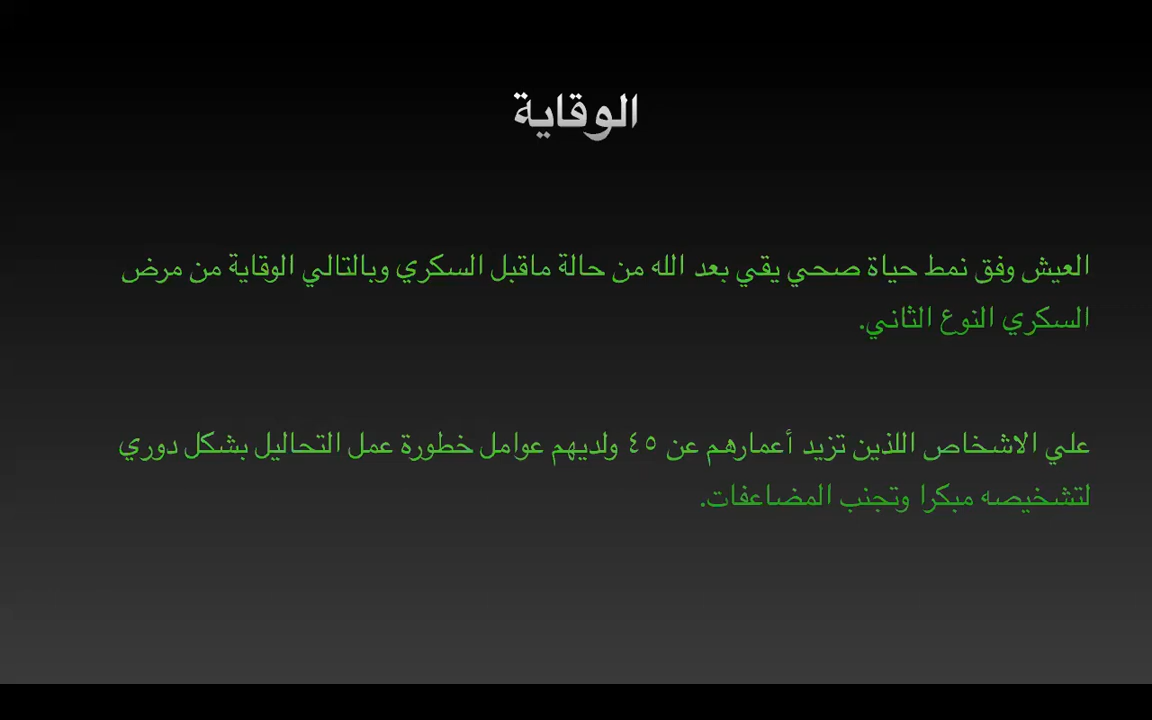 الوقاية
العيش وفق نمط حياة صحي يقي بعد الله من حالة ماقبل السكري وبالتالي الوقاية من مرض
السكري النوع الثاني.
علي الاشخاص اللذين تزيد أعمارهم عن ٤٥ ولديهم عوامل خطورة عمل التحاليل بشكل دوري
لتشخيصه مبكرا وتجنب المضاعفات.